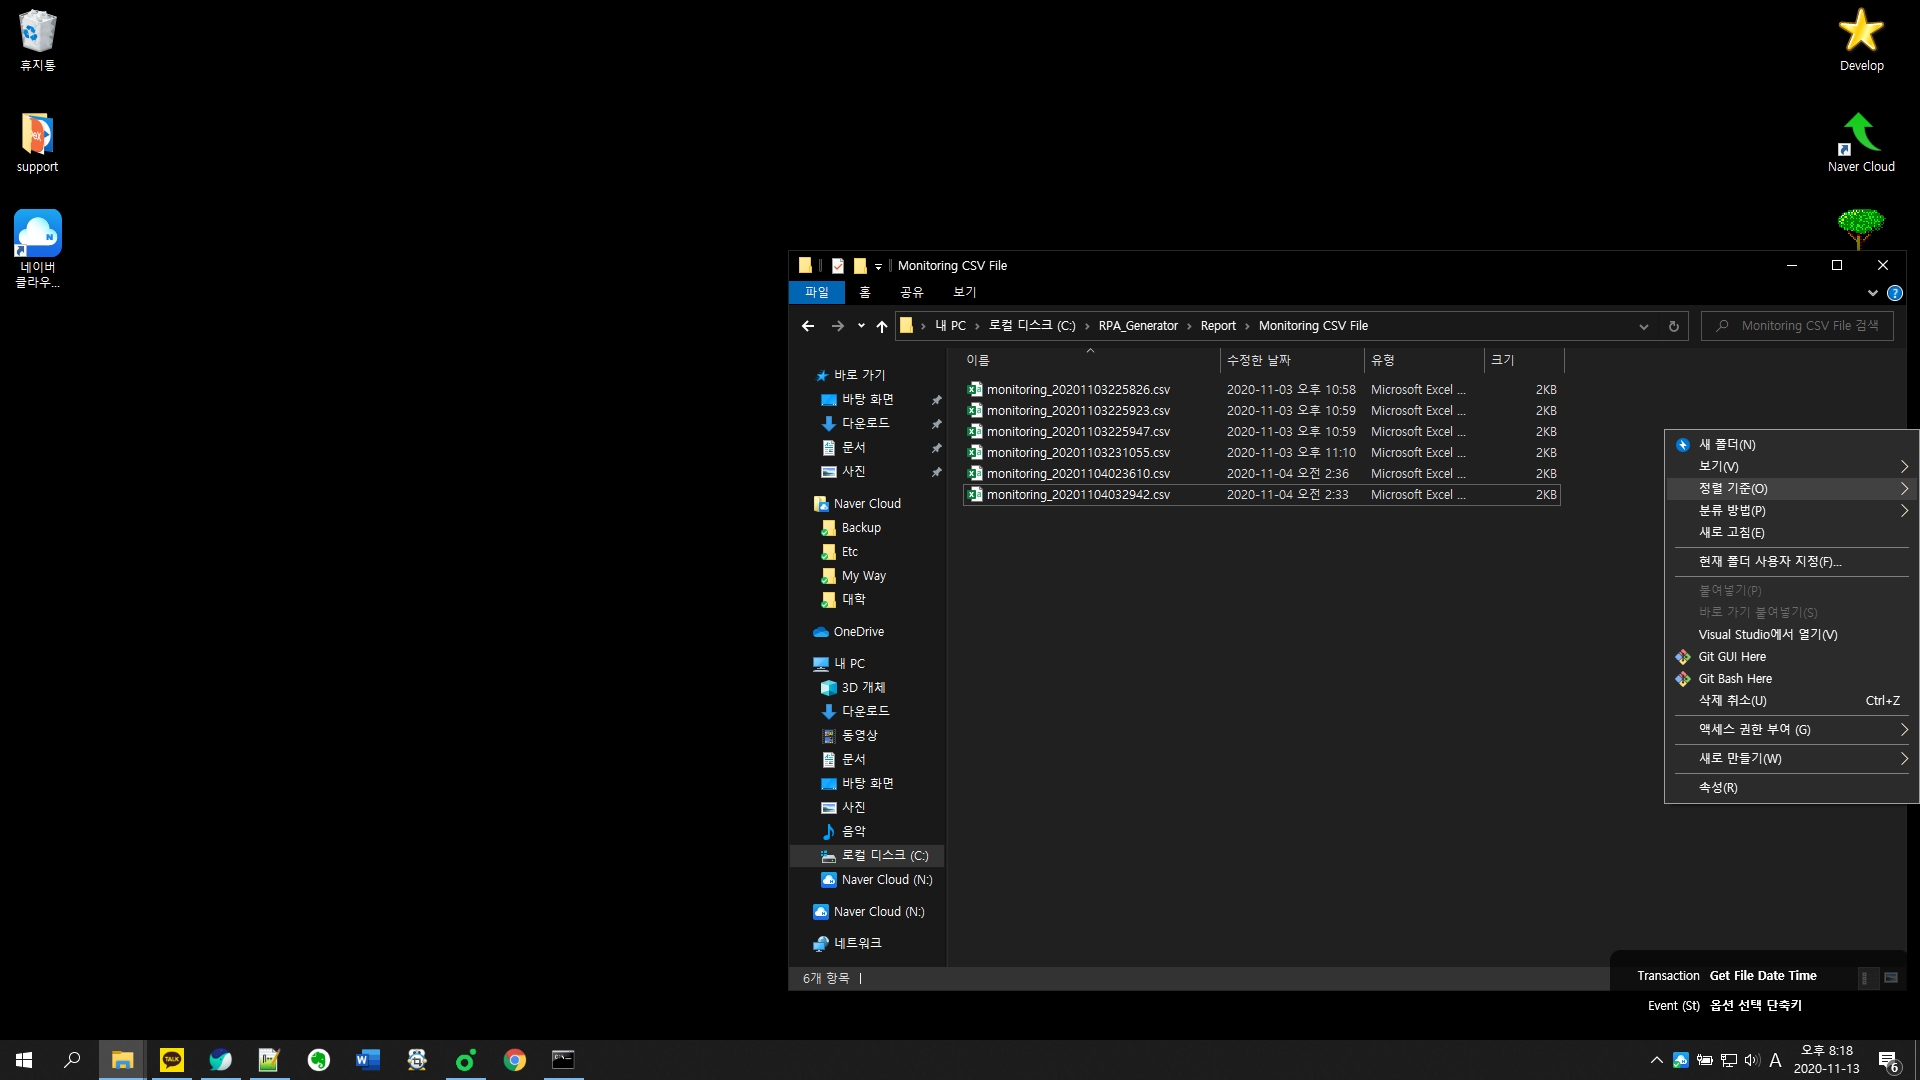 휴지통
support
네이버
클라우...
Develop
Naver Cloud
Monitoring CSV File
파일
홈
공유
보기
내 PC
로컬 디스크 (C:)
RPA_Generator
Report
Monitoring CSV File
Monitoring CSV File 검색
바로 가기
바탕 화면
다운로드
문서
사진
Naver Cloud
Backup
Etc
My Way
대학
OneDrive
내 PC
3D 개체
다운로드
동영상
문서
바탕 화면
사진
음악
로컬 디스크 (C:)
Naver Cloud (N:)
Naver Cloud (N:)
네트워크
이름 수정한 날짜 유형 크기
monitoring_20201103225826.csv 2020-11-03 오후 10:58 Microsoft Excel ... 2KB
monitoring_20201103225923.csv 2020-11-03 오후 10:59 Microsoft Excel ... 2KB
monitoring_20201103225947.csv 2020-11-03 오후 10:59 Microsoft Excel ... 2KB
monitoring_20201103231055.csv 2020-11-03 오후 11:10 Microsoft Excel ... 2KB
monitoring_20201104023610.csv 2020-11-04 오전 2:36 Microsoft Excel ... 2KB
monitoring_20201104032942.csv 2020-11-04 오전 2:33 Microsoft Excel ... 2KB
새 폴더(N)
보기(V)
정렬 기준(O)
분류 방법(P)
새로 고침(E)
현재 폴더 사용자 지정(F)...
붙여넣기(P)
바로 가기 붙여넣기(S)
Visual Studio에서 열기(V)
Git GUI Here
Git Bash Here
삭제 취소(U) Ctrl+Z
액세스 권한 부여 (G)
새로 만들기(W)
속성(R)
6개 항목
Transaction Get File Date Time
Event (St) 옵션 선택 단축키
TALK
A
오후 8:18
2020-11-13
6